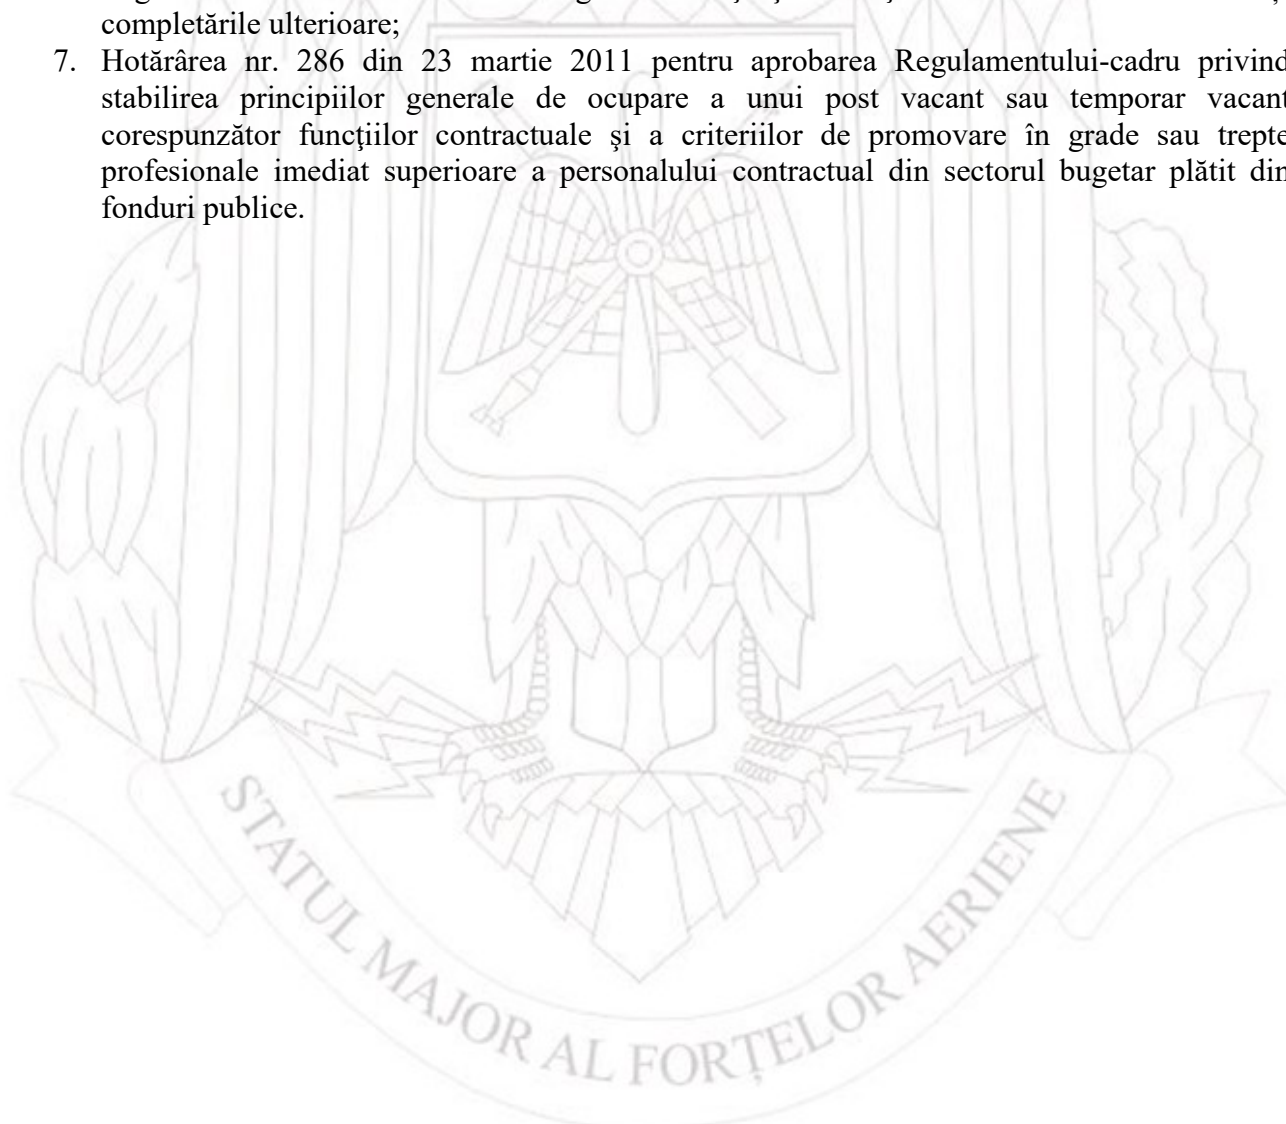 completările ulterioare;
7. Hotărârea nr. 286 din 23 martie 2011 pentru aprobarea Regulamentului-cadru privind
stabilirea principiilor generale de ocupare a unui post vacant sau temporar vacant
corespunzător funcţiilor contractuale şi a criteriilor de promovare în grade sau trepte
profesionale imediat superioare a personalului contractual din sectorul bugetar plătit din
fonduri publice.
STATUL MAJOR AL FORȚELOR AERIENE